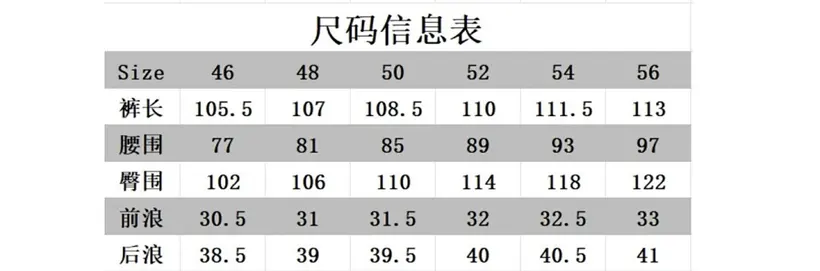 尺码信息表
Size 46 48 50 52 54 56
裤长 105.5 107 108.5 110 111.5 113
腰围 77 81 85 89 93 97
臀围 102 106 110 114 118 122
前浪 30.5 31 31.5 32 32.5 33
后浪 38.5 39 39.5 40 40.5 41